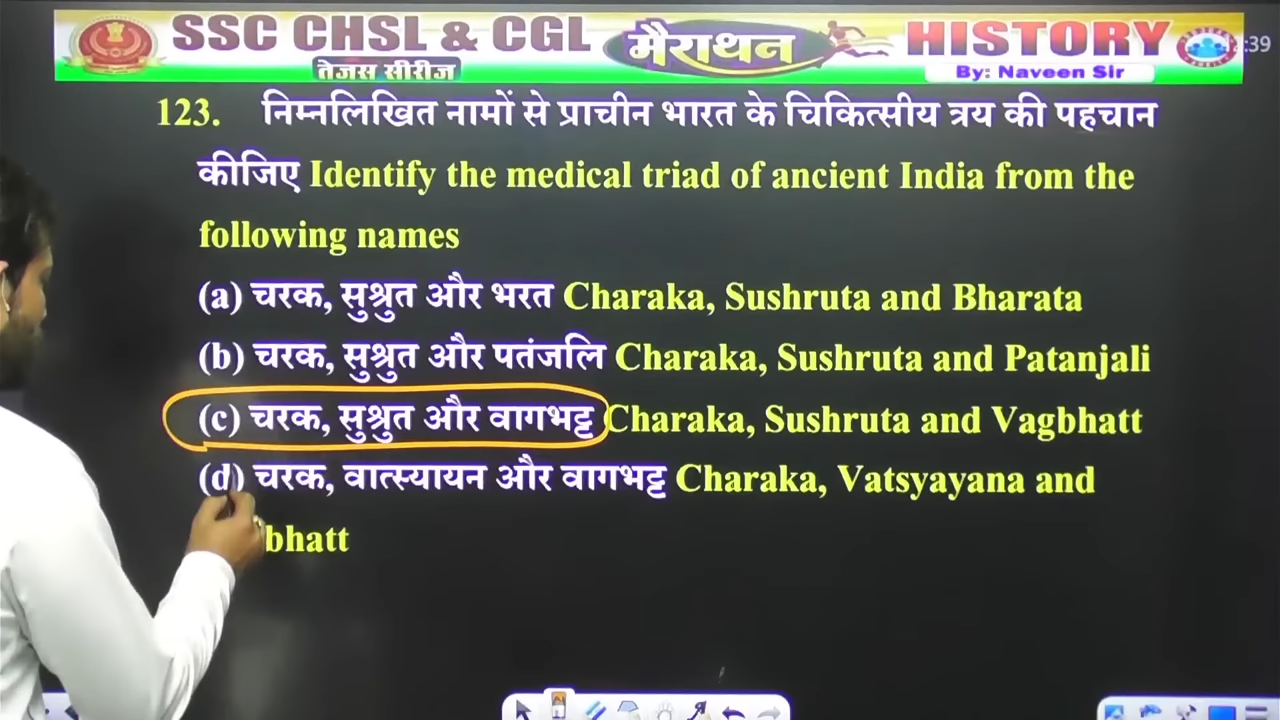 SSC CHSL & CGL मैराथन HISTORY :39
तेजस सीरीज By: Naveen Sir
123. निम्नलिखित नामों से प्राचीन भारत के चिकित्सीय त्रय की पहचान
कीजिए Identify the medical triad of ancient India from the
following names
(a) चरक, सुश्रुत और भरत Charaka, Sushruta and Bharata
(b) चरक, सुश्रुत और पतंजलि Charaka, Sushruta and Patanjali
(c) चरक, सुश्रुत और वागभट्ट Charaka, Sushruta and Vagbhatt
(d) चरक, वात्स्यायन और वागभट्ट Charaka, Vatsyayana and
bhatt